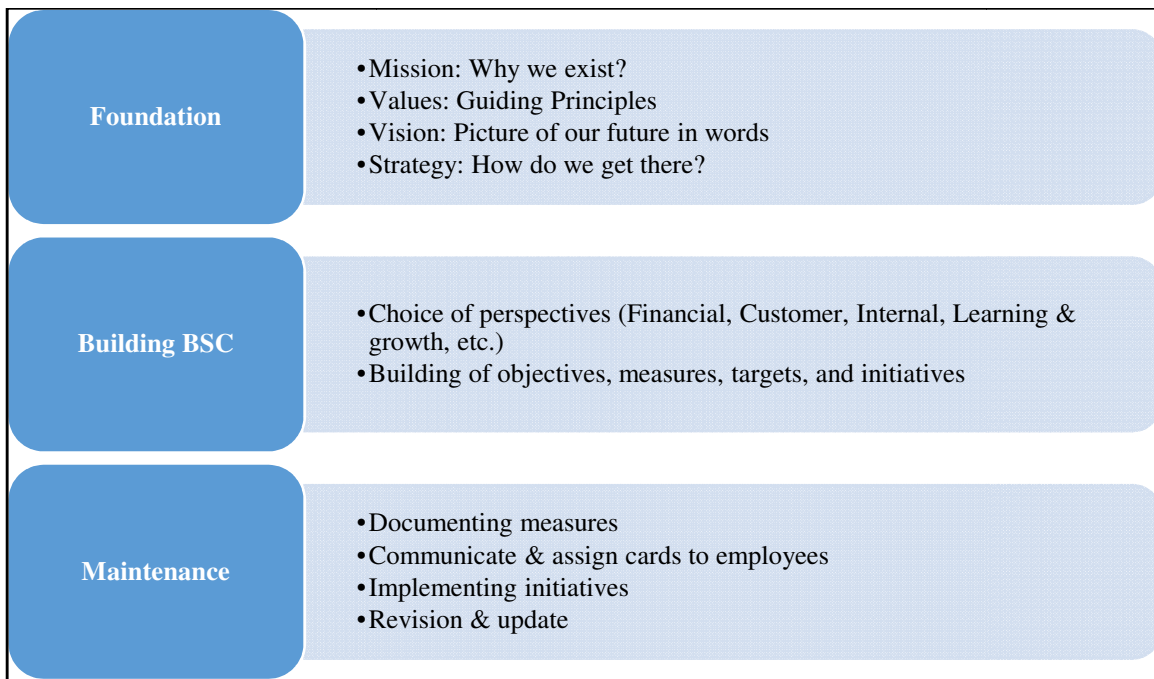 Foundation
•Mission: Why we exist?
•Values: Guiding Principles
•Vision: Picture of our future in words
•Strategy: How do we get there?
Building BSC
•Choice of perspectives (Financial, Customer, Internal, Learning &
growth, etc.)
•Building of objectives, measures, targets, and initiatives
Maintenance
•Documenting measures
•Communicate & assign cards to employees
•Implementing initiatives
•Revision & update